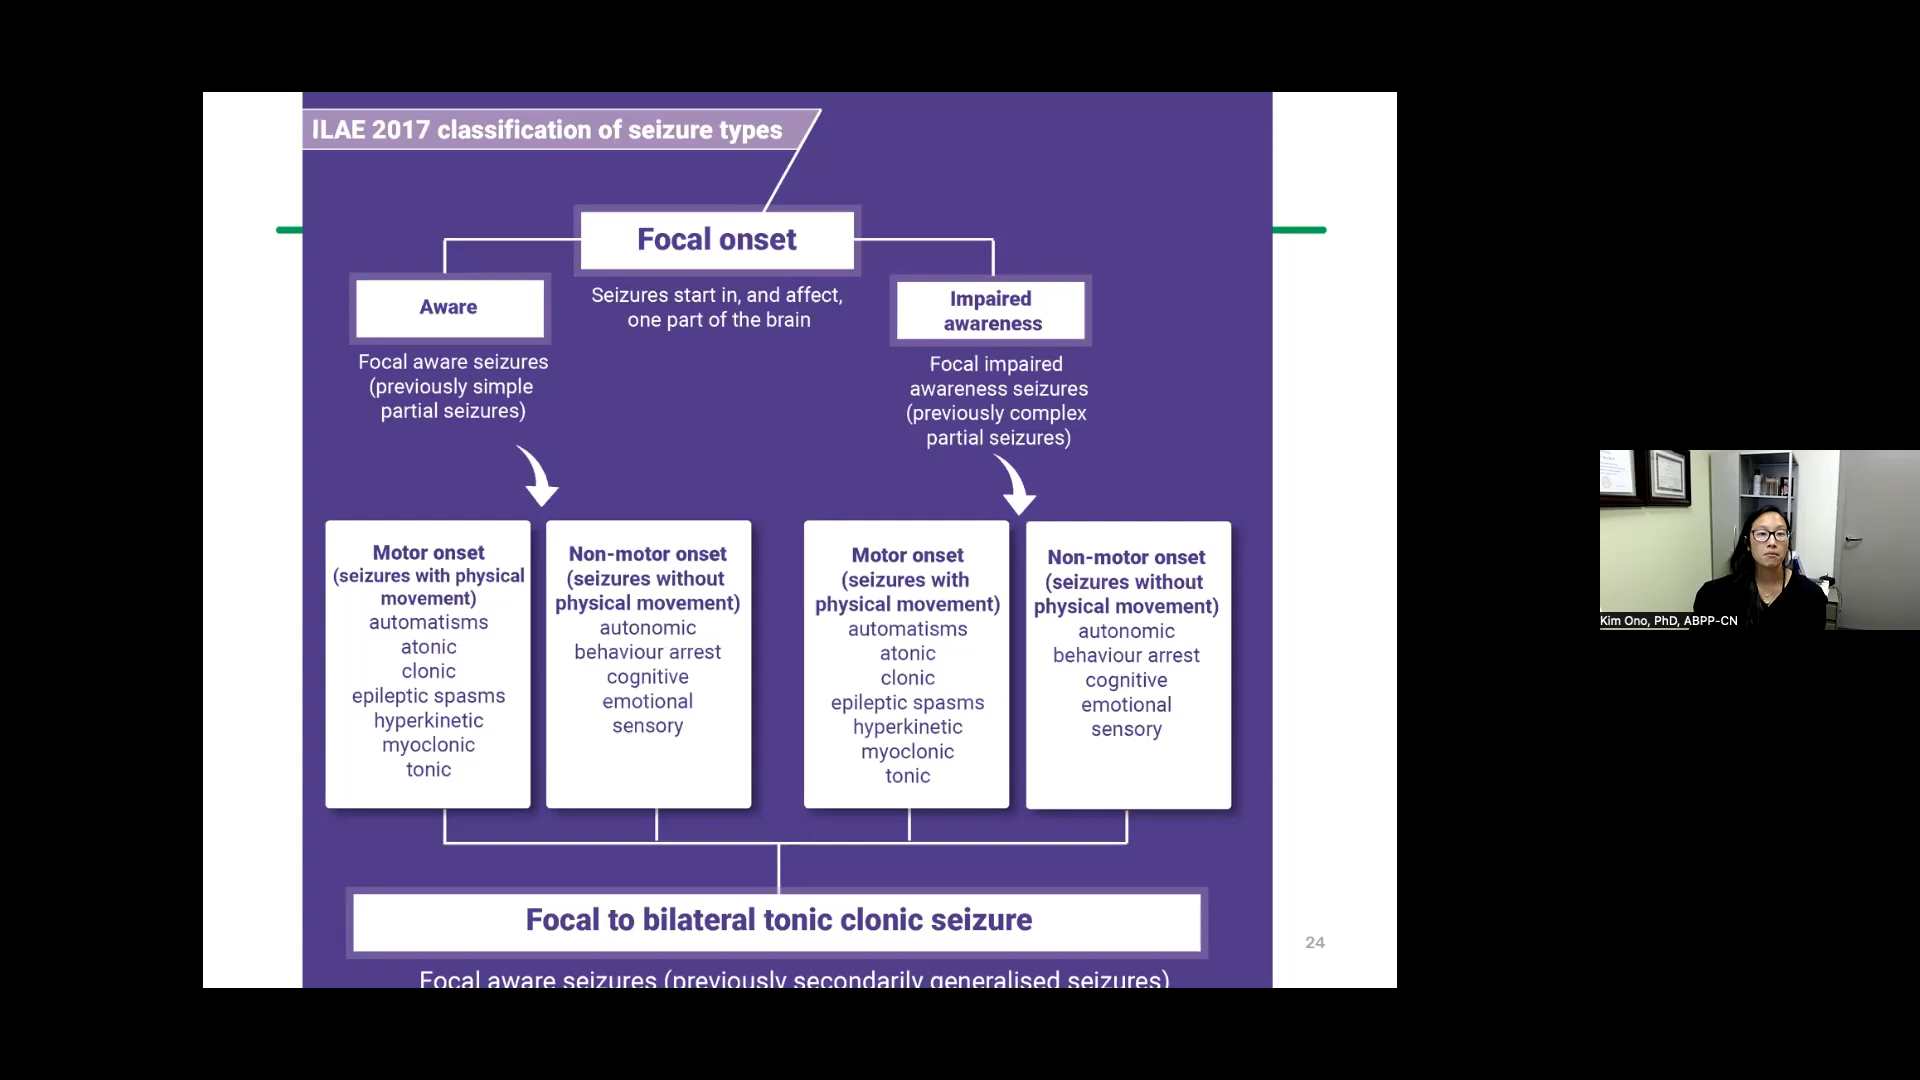 ILAE 2017 classification of seizure types
Focal onset
Seizures start in, and affect,
one part of the brain
Aware
Focal aware seizures
(previously simple
partial seizures)
Impaired
awareness
Focal impaired
awareness seizures
(previously complex
partial seizures)
Motor onset
(seizures with physical
movement)
automatisms
atonic
clonic
epileptic spasms
hyperkinetic
myoclonic
tonic
Non-motor onset
(seizures without
physical movement)
autonomic
behaviour arrest
cognitive
emotional
sensory
Motor onset
(seizures with
physical movement)
automatisms
atonic
clonic
epileptic spasms
hyperkinetic
myoclonic
tonic
Non-motor onset
(seizures without
physical movement)
autonomic
behaviour arrest
cognitive
emotional
sensory
Focal to bilateral tonic clonic seizure
Focal aware seizures (previously secondarily generalised seizures)
24
Kim Ono, PhD, ABPP-CN